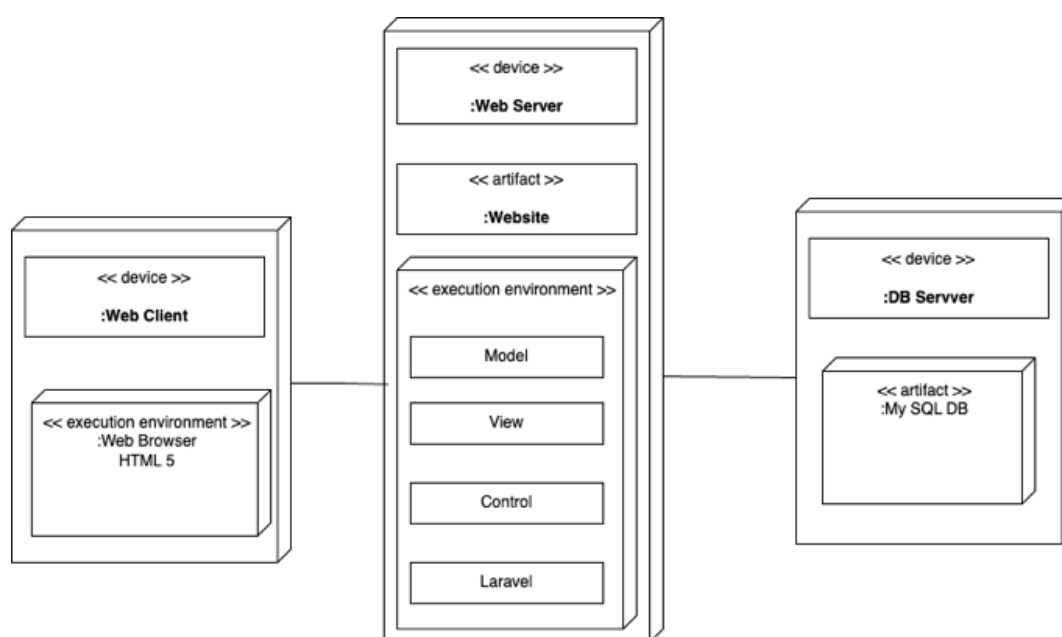 << device >>
:Web Client
<< execution environment >>
:Web Browser
HTML 5
<< device >>
:Web Server
<< artifact >>
:Website
<< execution environment >>
Model
View
Control
Laravel
<< device >>
:DB Servver
<< artifact >>
:My SQL DB